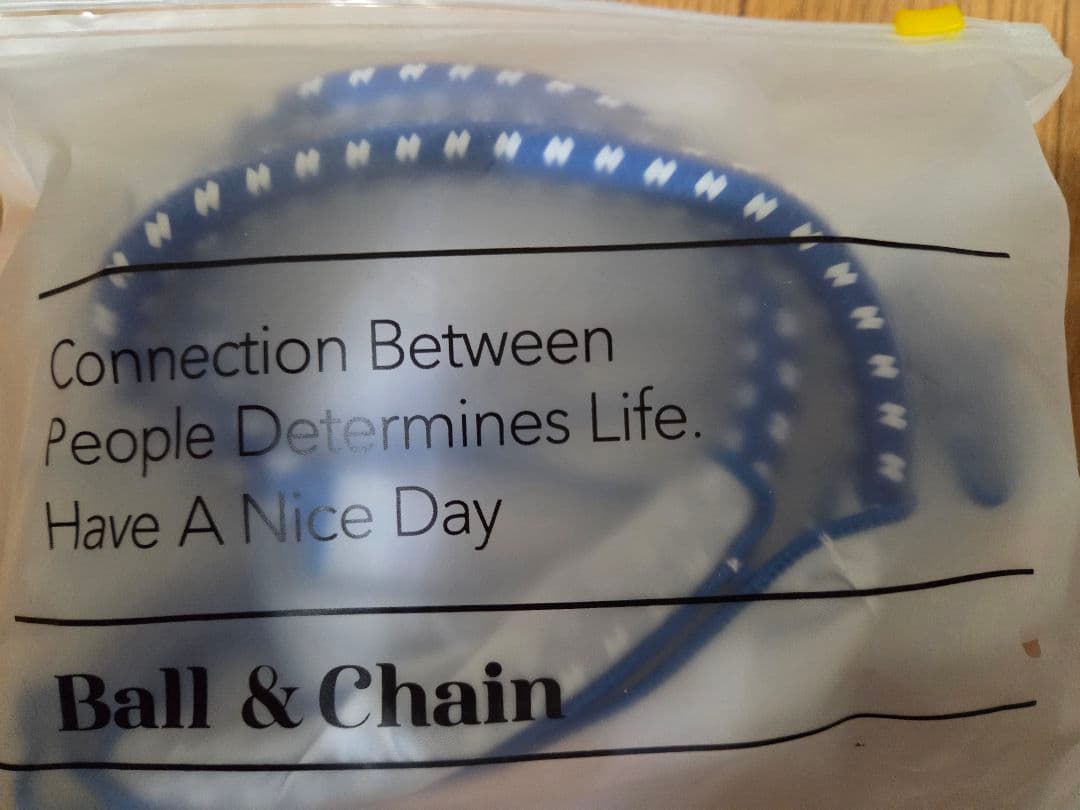 Connection Between
People Determines Life.
Have A Nice Day
Ball & Chain